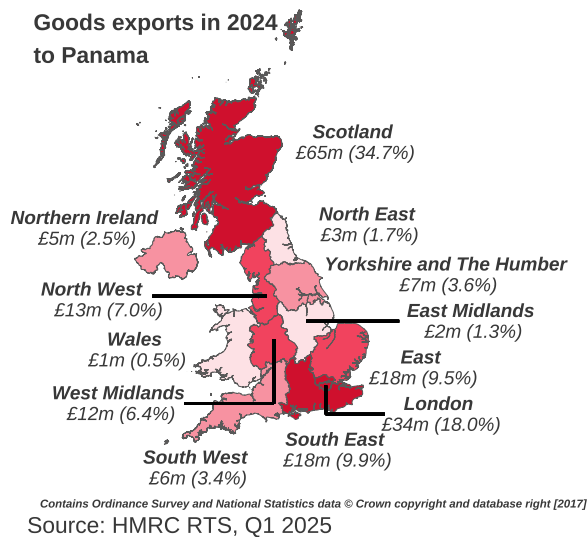 Goods exports in 2024
to Panama
Scotland
£65m (34.7%)
Northern Ireland
£5m (2.5%)
North East
£3m (1.7%)
Yorkshire and The Humber
£7m (3.6%)
North West
£13m (7.0%)
East Midlands
£2m (1.3%)
Wales
£1m (0.5%)
East
£18m (9.5%)
West Midlands
£12m (6.4%)
London
£34m (18.0%)
South East
£18m (9.9%)
South West
£6m (3.4%)
Contains Ordinance Survey and National Statistics data © Crown copyright and database right [2017]
Source: HMRC RTS, Q1 2025